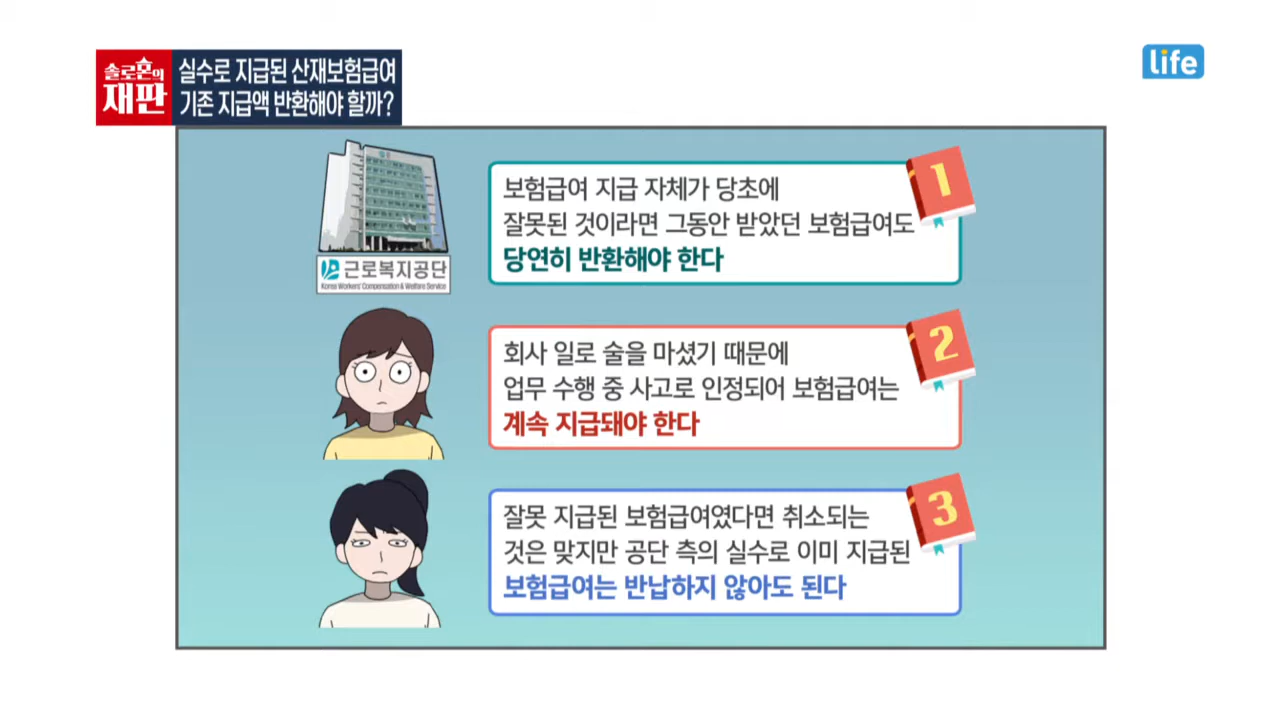 솔로몬의
재판
실수로 지급된 산재보험급여
기존 지급액 반환해야 할까?
life
보험급여 지급 자체가 당초에
잘못된 것이라면 그동안 받았던 보험급여도
당연히 반환해야 한다
1
근로복지공단
Korea Workers' Compensation & Welfare Service
회사 일로 술을 마셨기 때문에
업무 수행 중 사고로 인정되어 보험급여는
계속 지급돼야 한다
2
잘못 지급된 보험급여였다면 취소되는
것은 맞지만 공단 측의 실수로 이미 지급된
보험급여는 반납하지 않아도 된다
3